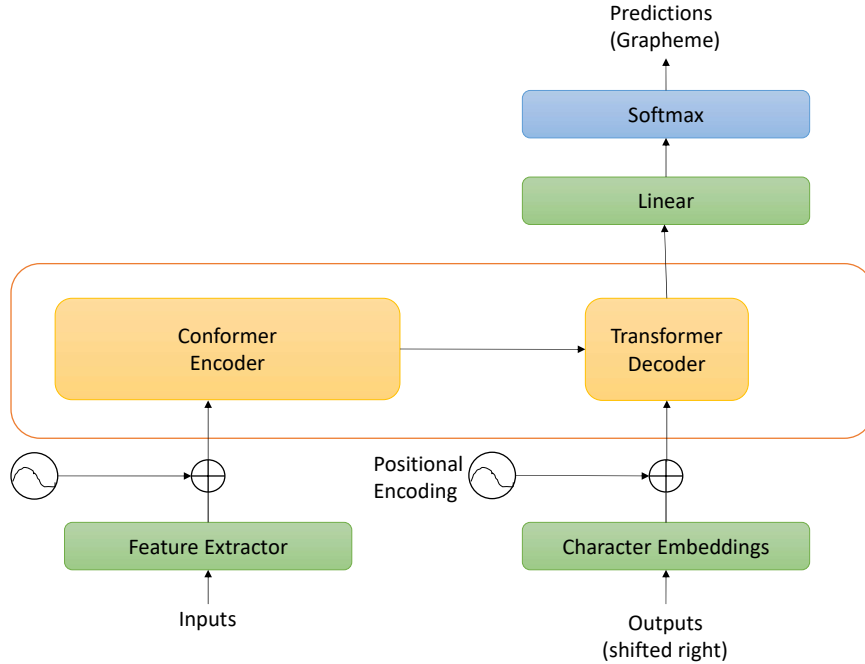 Predictions
(Grapheme)
Softmax
Linear
Conformer
Encoder
Transformer
Decoder
Positional
Encoding
Feature Extractor
Character Embeddings
Inputs
Outputs
(shifted right)